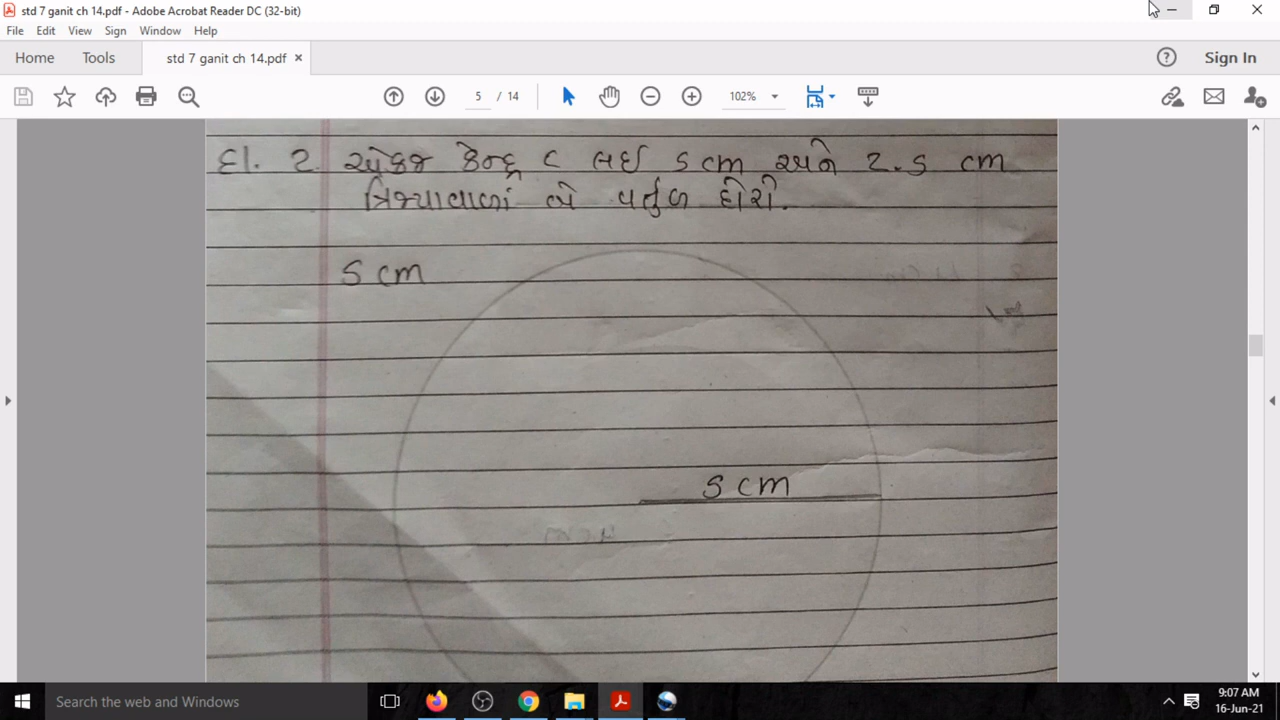 std 7 ganit ch 14.pdf - Adobe Acrobat Reader DC (32-bit)
File Edit View Sign Window Help
Home Tools std 7 ganit ch 14.pdf × Sign In
5 / 14 102%
દા. 2. એકજ કેન્દ્ર C લઇ 5 cm અને 2.5 cm
ત્રિજ્યાવાળાં બે વર્તુળ દોરો.
5 cm
5 cm
Search the web and Windows
9:07 AM
16-Jun-21